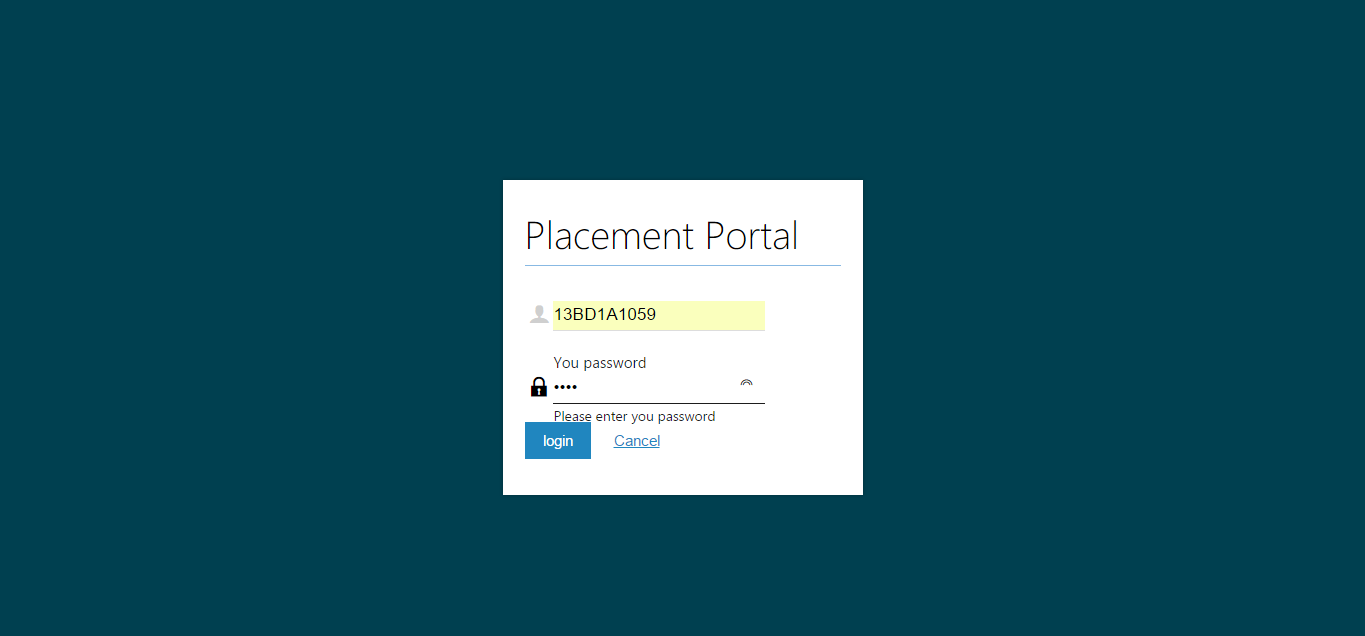 Placement Portal
13BD1A1059
You password
••••
Please enter you password
login Cancel